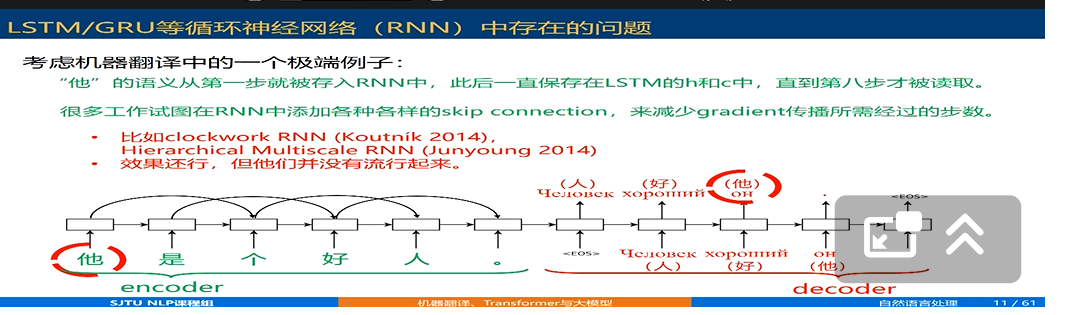 LSTM/GRU等循环神经网络（RNN）中存在的问题
考虑机器翻译中的一个极端例子：
“他”的语义从第一步就被存入RNN中，此后一直保存在LSTM的h和c中，直到第八步才被读取。
很多工作试图在RNN中添加各种各样的skip connection，来减少gradient传播所需经过的步数。
• 比如clockwork RNN (Koutník 2014),
Hierarchical Multiscale RNN (Junyoung 2014)
• 效果还行，但他们并没有流行起来。
(人) (好) (他)
Человек хороший он . <EOS>
他 是 个 好 人 。 <EOS> Человек хороший он
(人) (好) (他)
encoder decoder
SJTU NLP课程组 机器翻译、Transformer与大模型 自然语言处理 11 / 61